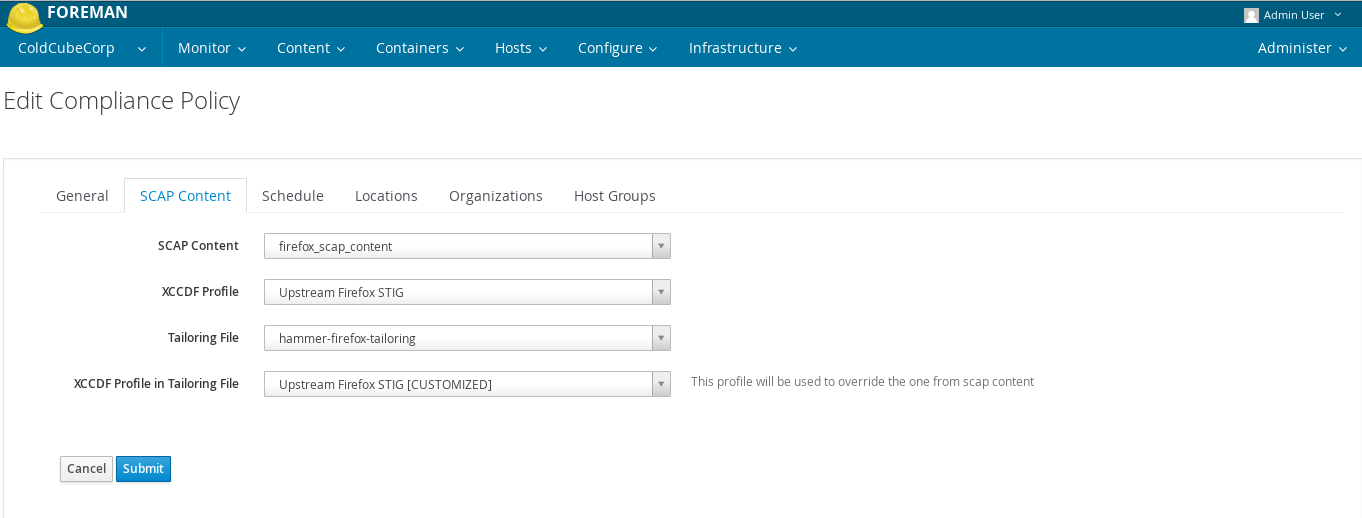 FOREMAN
Admin User
ColdCubeCorp Monitor Content Containers Hosts Configure Infrastructure Administer
Edit Compliance Policy
General SCAP Content Schedule Locations Organizations Host Groups
SCAP Content firefox_scap_content
XCCDF Profile Upstream Firefox STIG
Tailoring File hammer-firefox-tailoring
XCCDF Profile in Tailoring File Upstream Firefox STIG [CUSTOMIZED] This profile will be used to override the one from scap content
Cancel Submit